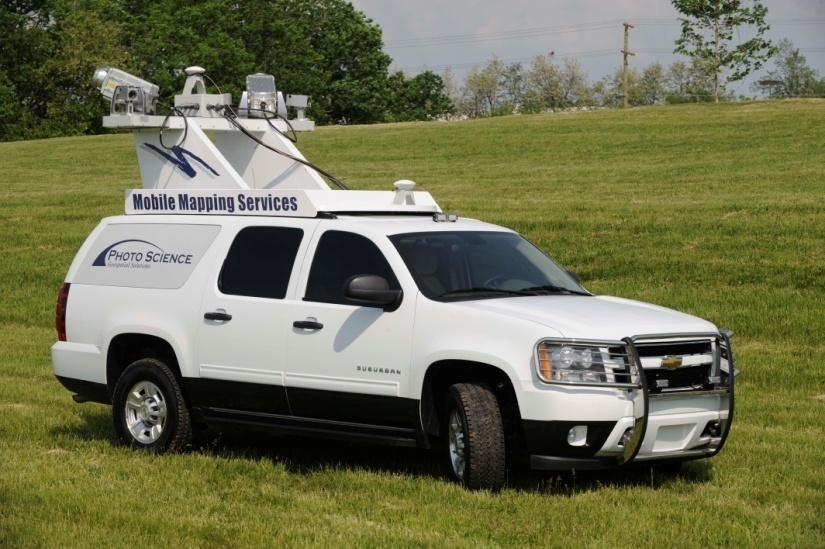 Mobile Mapping Services
PHOTO SCIENCE
Geospatial Solutions
SUBURBAN